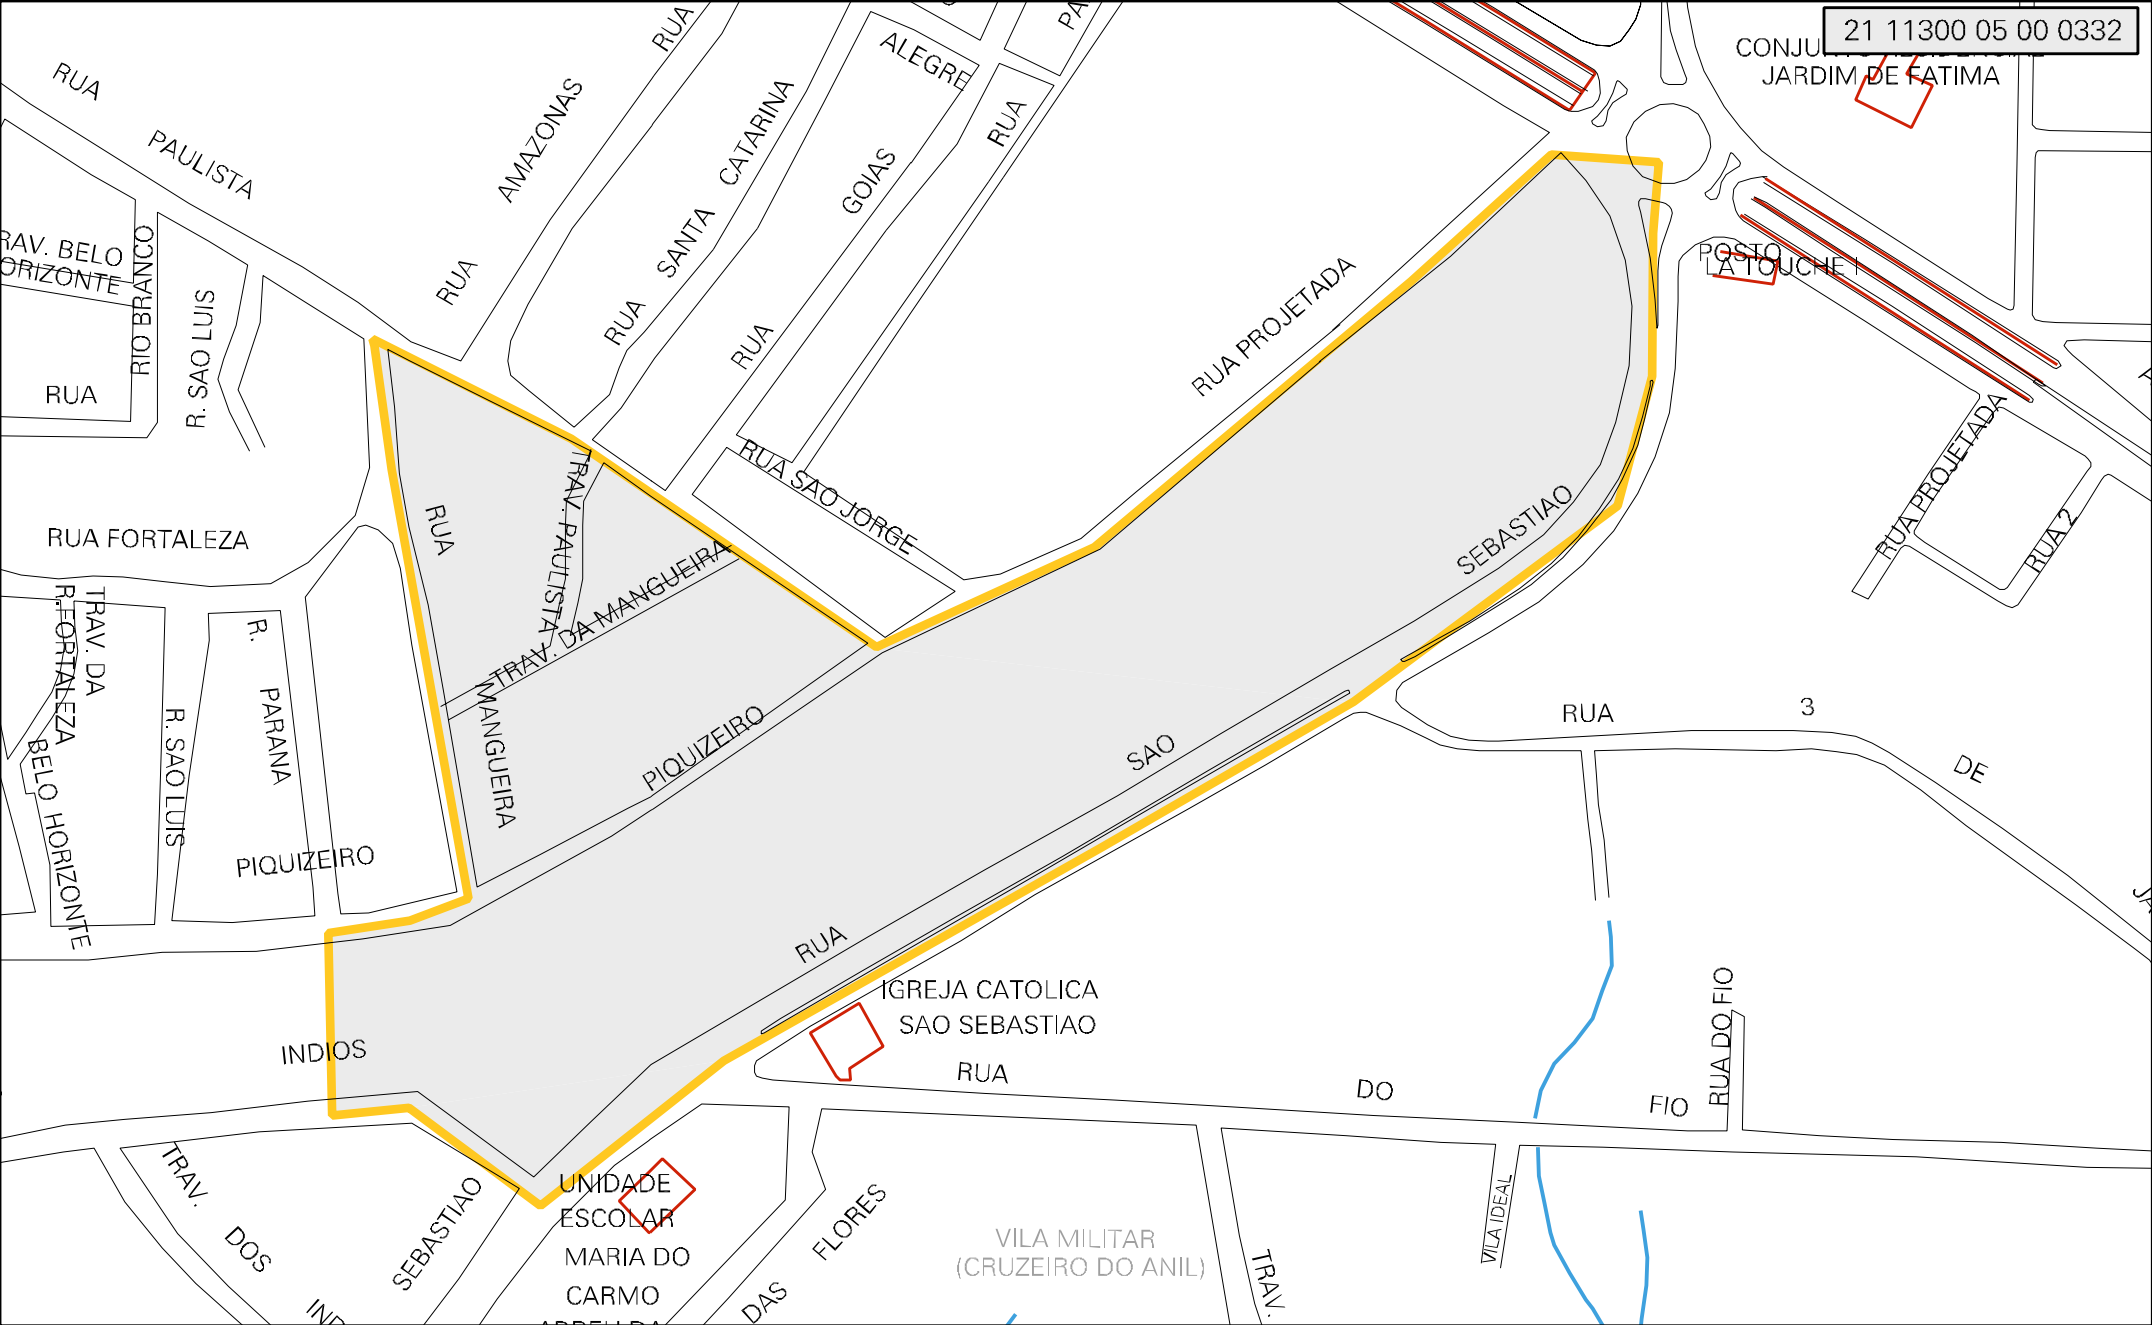 21 11300 05 00 0332
JARDIM DE FATIMA
RUA
PAULISTA
RUA
AMAZONAS
RUA
SANTA
CATARINA
RUA
ALEGRE
GOIAS
RUA
RUA
RIO BRANCO
RUA
R. SAO LUIS
RUA PROJETADA
POSTO
LA TOUCHE I
RUA SAO JORGE
RUA FORTALEZA
RUA
MANGUEIRA
TRAV. PAULISTA
TRAV. DA MANGUEIRA
PIQUIZEIRO
RUA
SAO
SEBASTIAO
RUA PROJETADA
RUA 2
TRAV. DA
R.FORTALEZA
R.
PARANA
R. SAO LUIS
BELO HORIZONTE
PIQUIZEIRO
INDIOS
RUA
3
DE
IGREJA CATOLICA
SAO SEBASTIAO
RUA
DO
FIO
RUA DO FIO
VILA IDEAL
TRAV.
DOS
SEBASTIAO
UNIDADE
ESCOLAR
MARIA DO
CARMO
DAS
FLORES
VILA MILITAR
(CRUZEIRO DO ANIL)
TRAV.